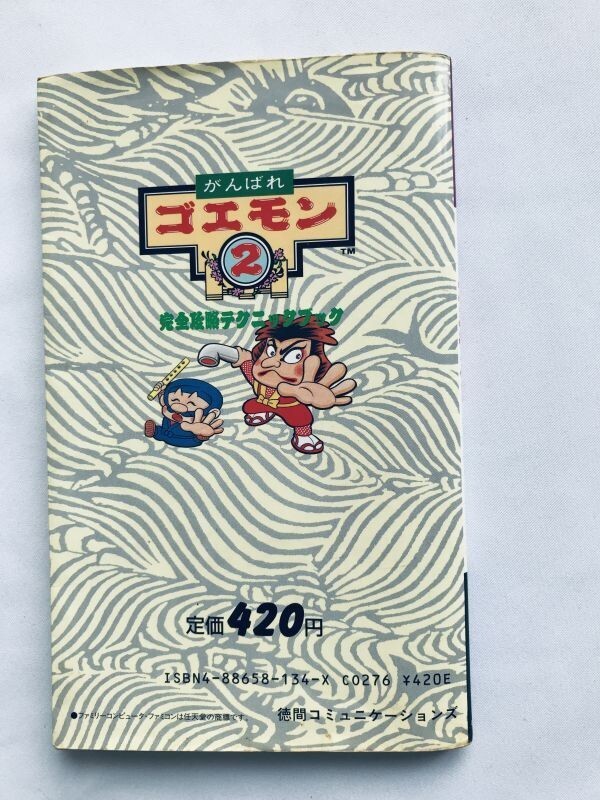 がんばれ
ゴエモン
2
TM
完全攻略テクニックブック
定価420円
ISBN4-88658-134-X C0276 ¥420E
●ファミリーコンピュータ・ファミコンは任天堂の商標です。
徳間コミュニケーションズ